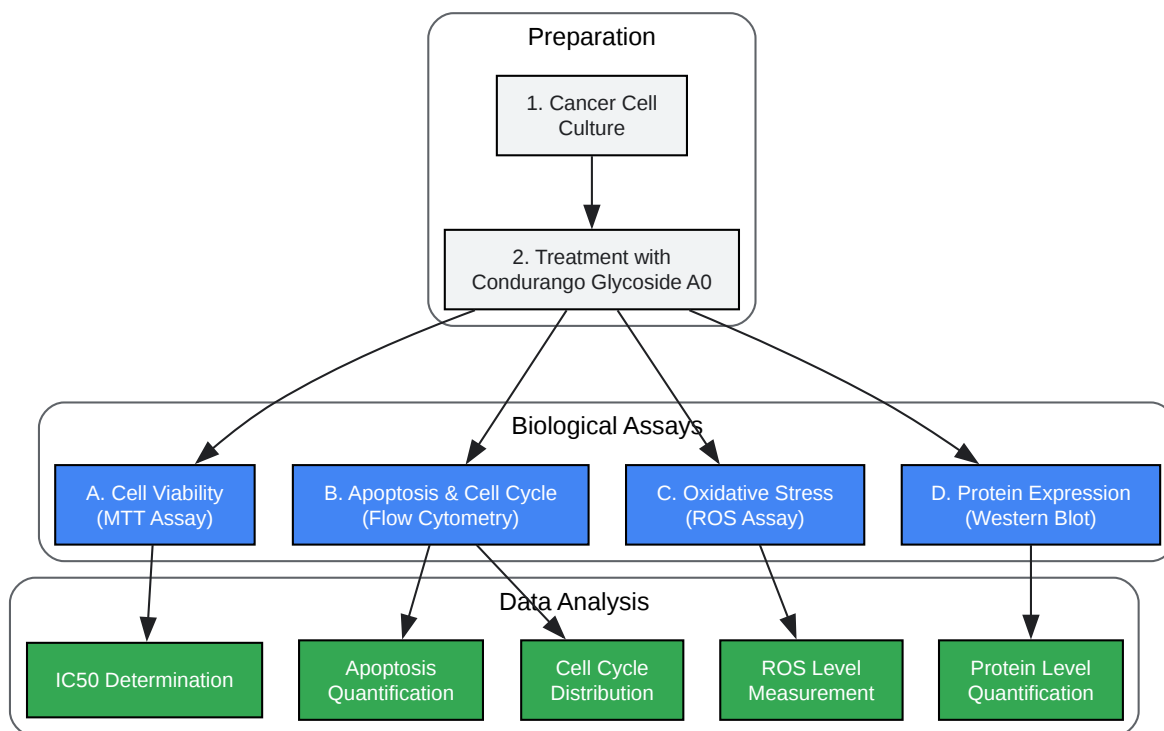 Preparation
1. Cancer Cell
Culture
2. Treatment with
Condurango Glycoside A0
Biological Assays
A. Cell Viability
(MTT Assay)
B. Apoptosis & Cell Cycle
(Flow Cytometry)
C. Oxidative Stress
(ROS Assay)
D. Protein Expression
(Western Blot)
Data Analysis
IC50 Determination
Apoptosis
Quantification
Cell Cycle
Distribution
ROS Level
Measurement
Protein Level
Quantification